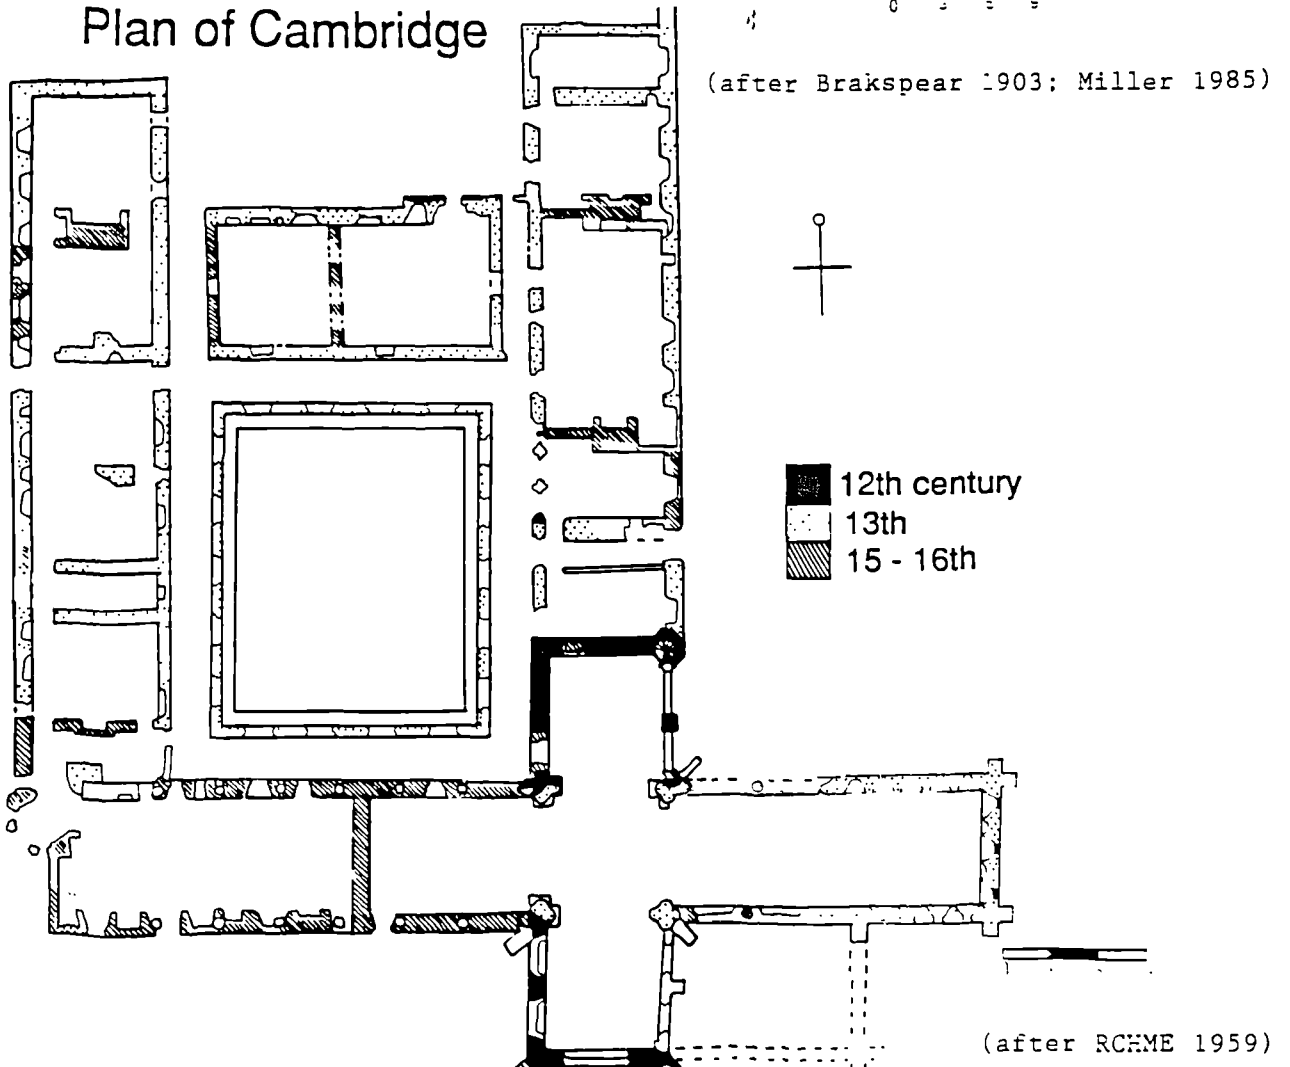 Plan of Cambridge
(after Brakspear 1903; Miller 1985)
12th century
13th
15 - 16th
(after RCHME 1959)